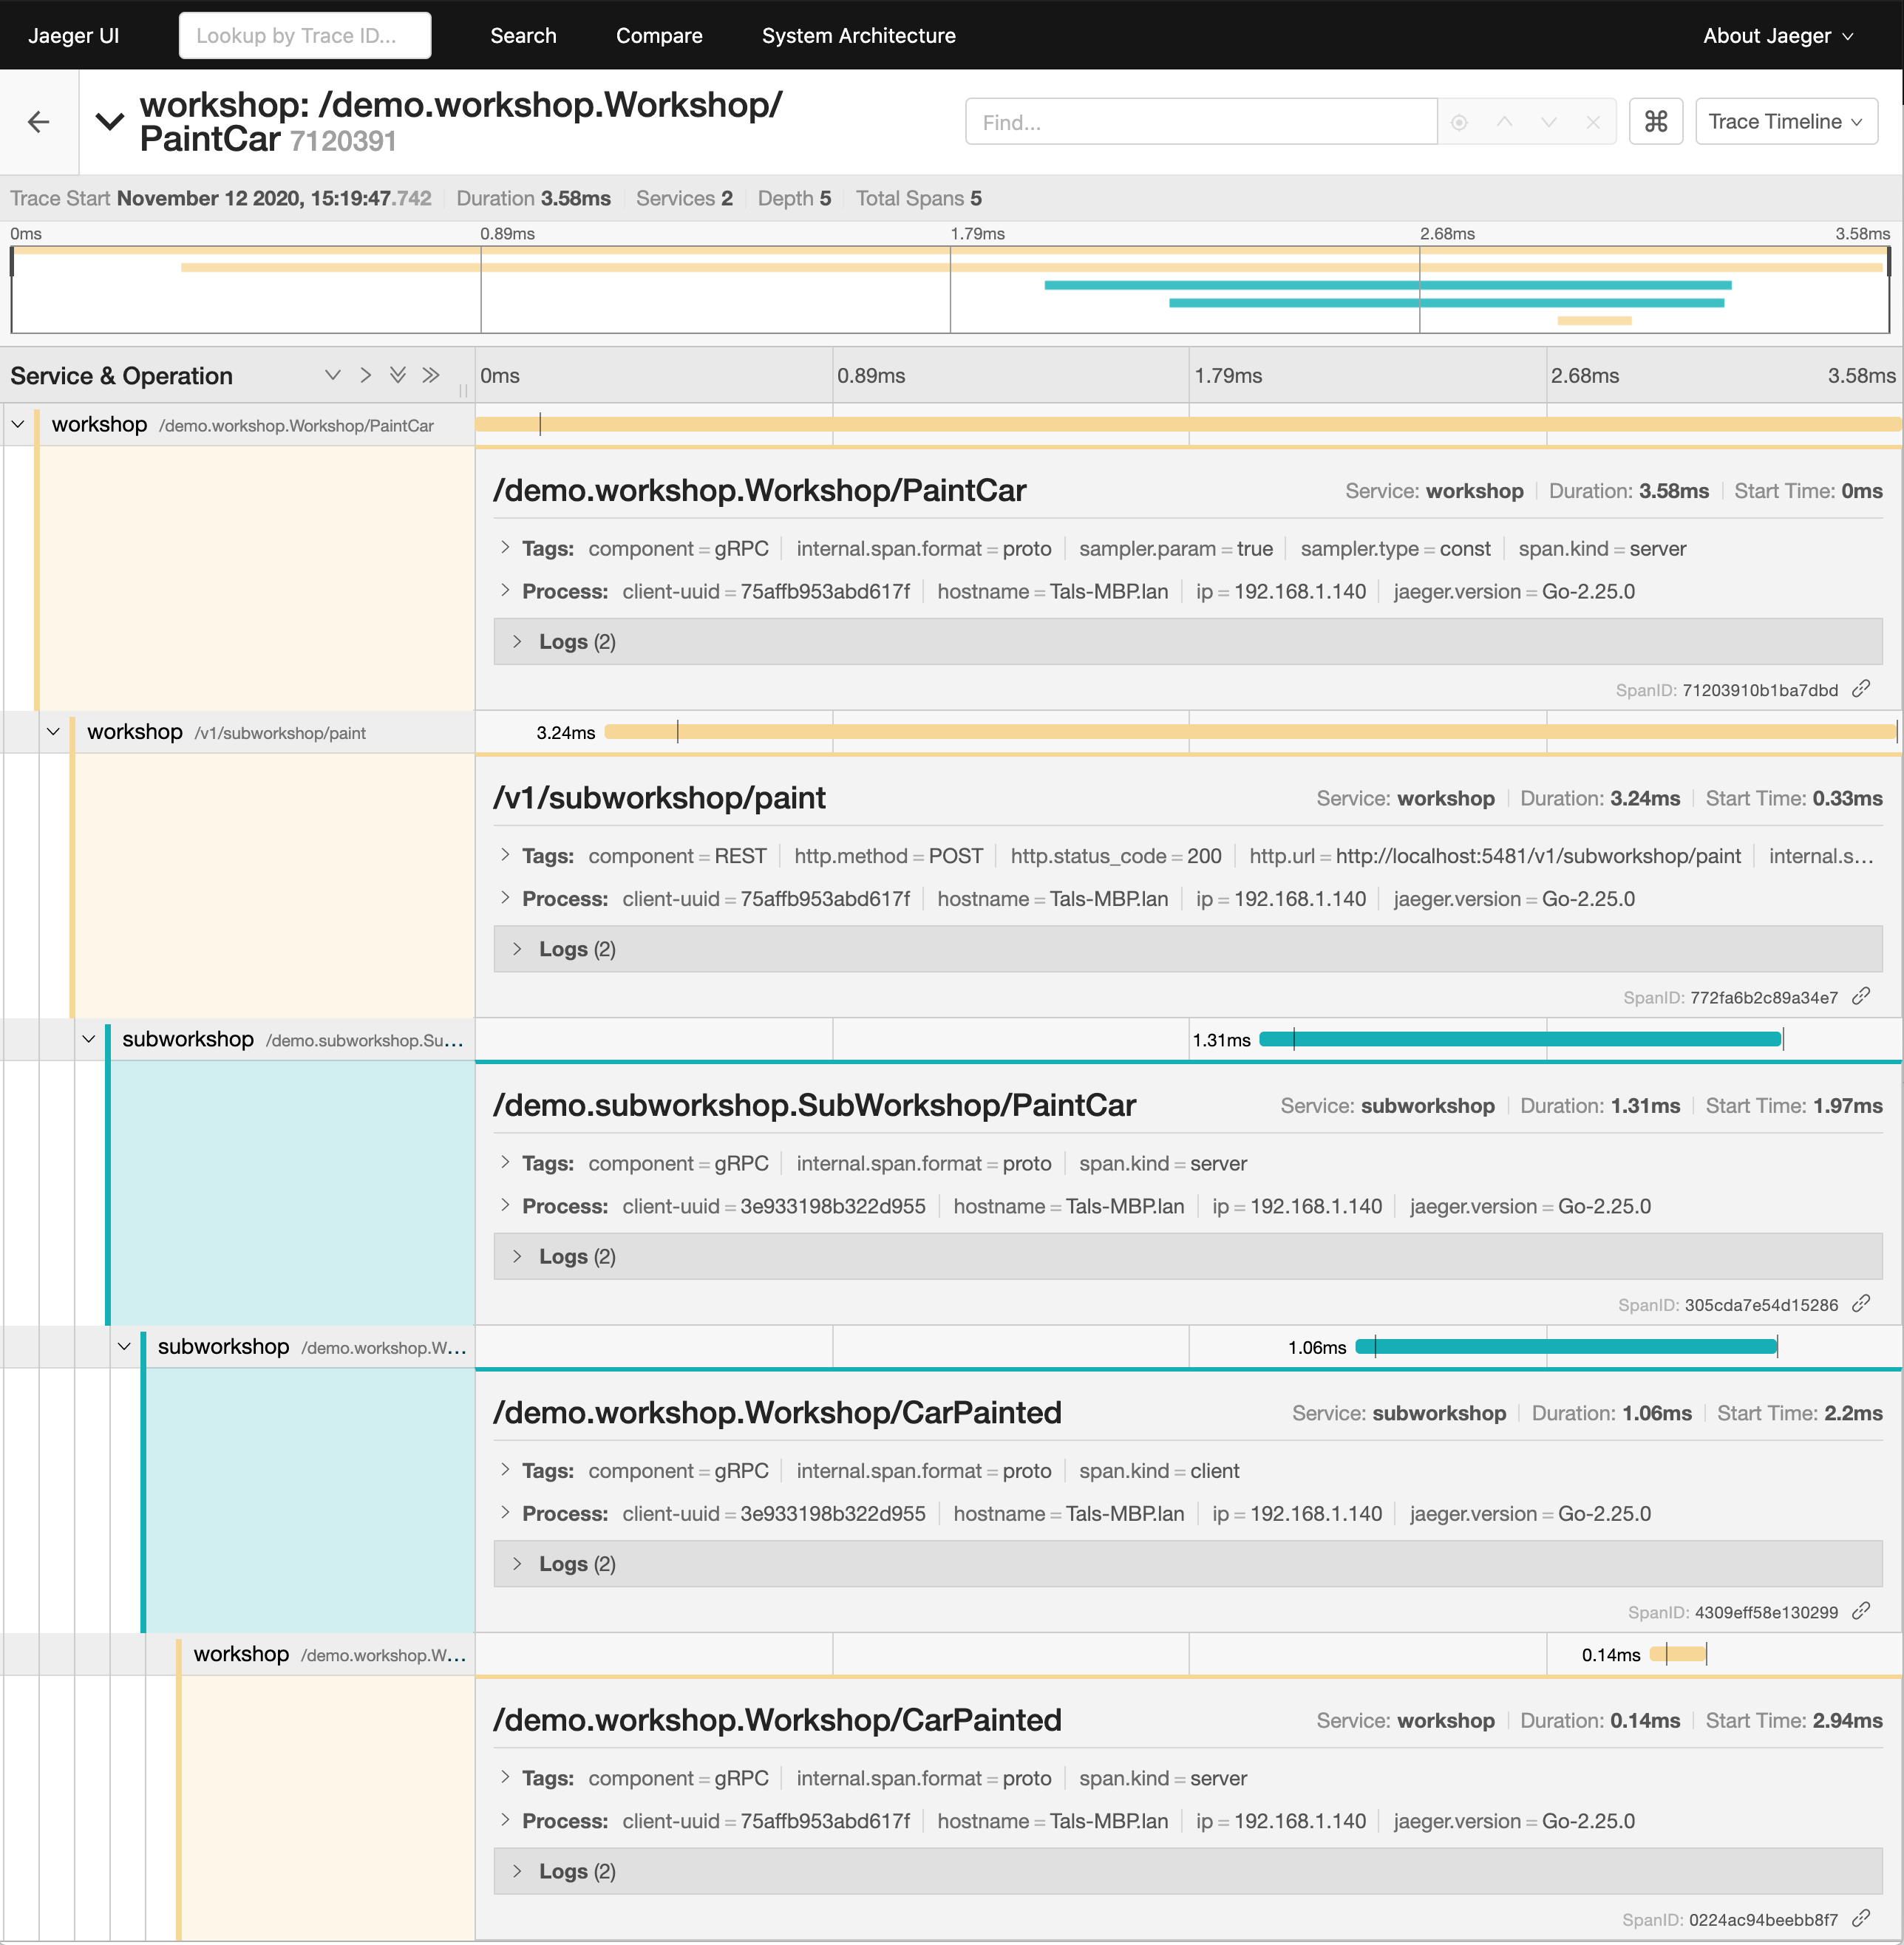 Jaeger UI Lookup by Trace ID... Search Compare System Architecture About Jaeger
workshop: /demo.workshop.Workshop/
PaintCar 7120391
Find... ⌘ Trace Timeline
Trace Start November 12 2020, 15:19:47.742 Duration 3.58ms Services 2 Depth 5 Total Spans 5
0ms 0.89ms 1.79ms 2.68ms 3.58ms
Service & Operation 0ms 0.89ms 1.79ms 2.68ms 3.58ms
workshop /demo.workshop.Workshop/PaintCar
/demo.workshop.Workshop/PaintCar Service: workshop Duration: 3.58ms Start Time: 0ms
Tags: component = gRPC internal.span.format = proto sampler.param = true sampler.type = const span.kind = server
Process: client-uuid = 75affb953abd617f hostname = Tals-MBP.lan ip = 192.168.1.140 jaeger.version = Go-2.25.0
Logs (2)
SpanID: 71203910b1ba7dbd
workshop /v1/subworkshop/paint 3.24ms
/v1/subworkshop/paint Service: workshop Duration: 3.24ms Start Time: 0.33ms
Tags: component = REST http.method = POST http.status_code = 200 http.url = http://localhost:5481/v1/subworkshop/paint internal.s...
Process: client-uuid = 75affb953abd617f hostname = Tals-MBP.lan ip = 192.168.1.140 jaeger.version = Go-2.25.0
Logs (2)
SpanID: 772fa6b2c89a34e7
subworkshop /demo.subworkshop.Su... 1.31ms
/demo.subworkshop.SubWorkshop/PaintCar Service: subworkshop Duration: 1.31ms Start Time: 1.97ms
Tags: component = gRPC internal.span.format = proto span.kind = server
Process: client-uuid = 3e933198b322d955 hostname = Tals-MBP.lan ip = 192.168.1.140 jaeger.version = Go-2.25.0
Logs (2)
SpanID: 305cda7e54d15286
subworkshop /demo.workshop.W... 1.06ms
/demo.workshop.Workshop/CarPainted Service: subworkshop Duration: 1.06ms Start Time: 2.2ms
Tags: component = gRPC internal.span.format = proto span.kind = client
Process: client-uuid = 3e933198b322d955 hostname = Tals-MBP.lan ip = 192.168.1.140 jaeger.version = Go-2.25.0
Logs (2)
SpanID: 4309eff58e130299
workshop /demo.workshop.W... 0.14ms
/demo.workshop.Workshop/CarPainted Service: workshop Duration: 0.14ms Start Time: 2.94ms
Tags: component = gRPC internal.span.format = proto span.kind = server
Process: client-uuid = 75affb953abd617f hostname = Tals-MBP.lan ip = 192.168.1.140 jaeger.version = Go-2.25.0
Logs (2)
SpanID: 0224ac94beebb8f7